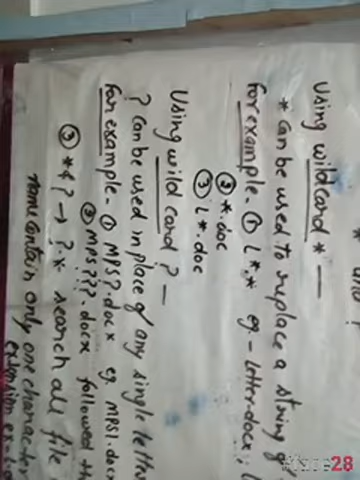 * and ?
Using wildcard * —
* can be used to replace a string of
for example - ① L*.* eg - letter.docx ; L
② *.doc
③ L*.doc
Using wild card ? —
? can be used in place of any single letter
for example - ① MPS?.docx eg. MPS1.docx
② MPS???.docx followed
③ *&? → ?.* search all file
name contain only one character
extension ex-
28